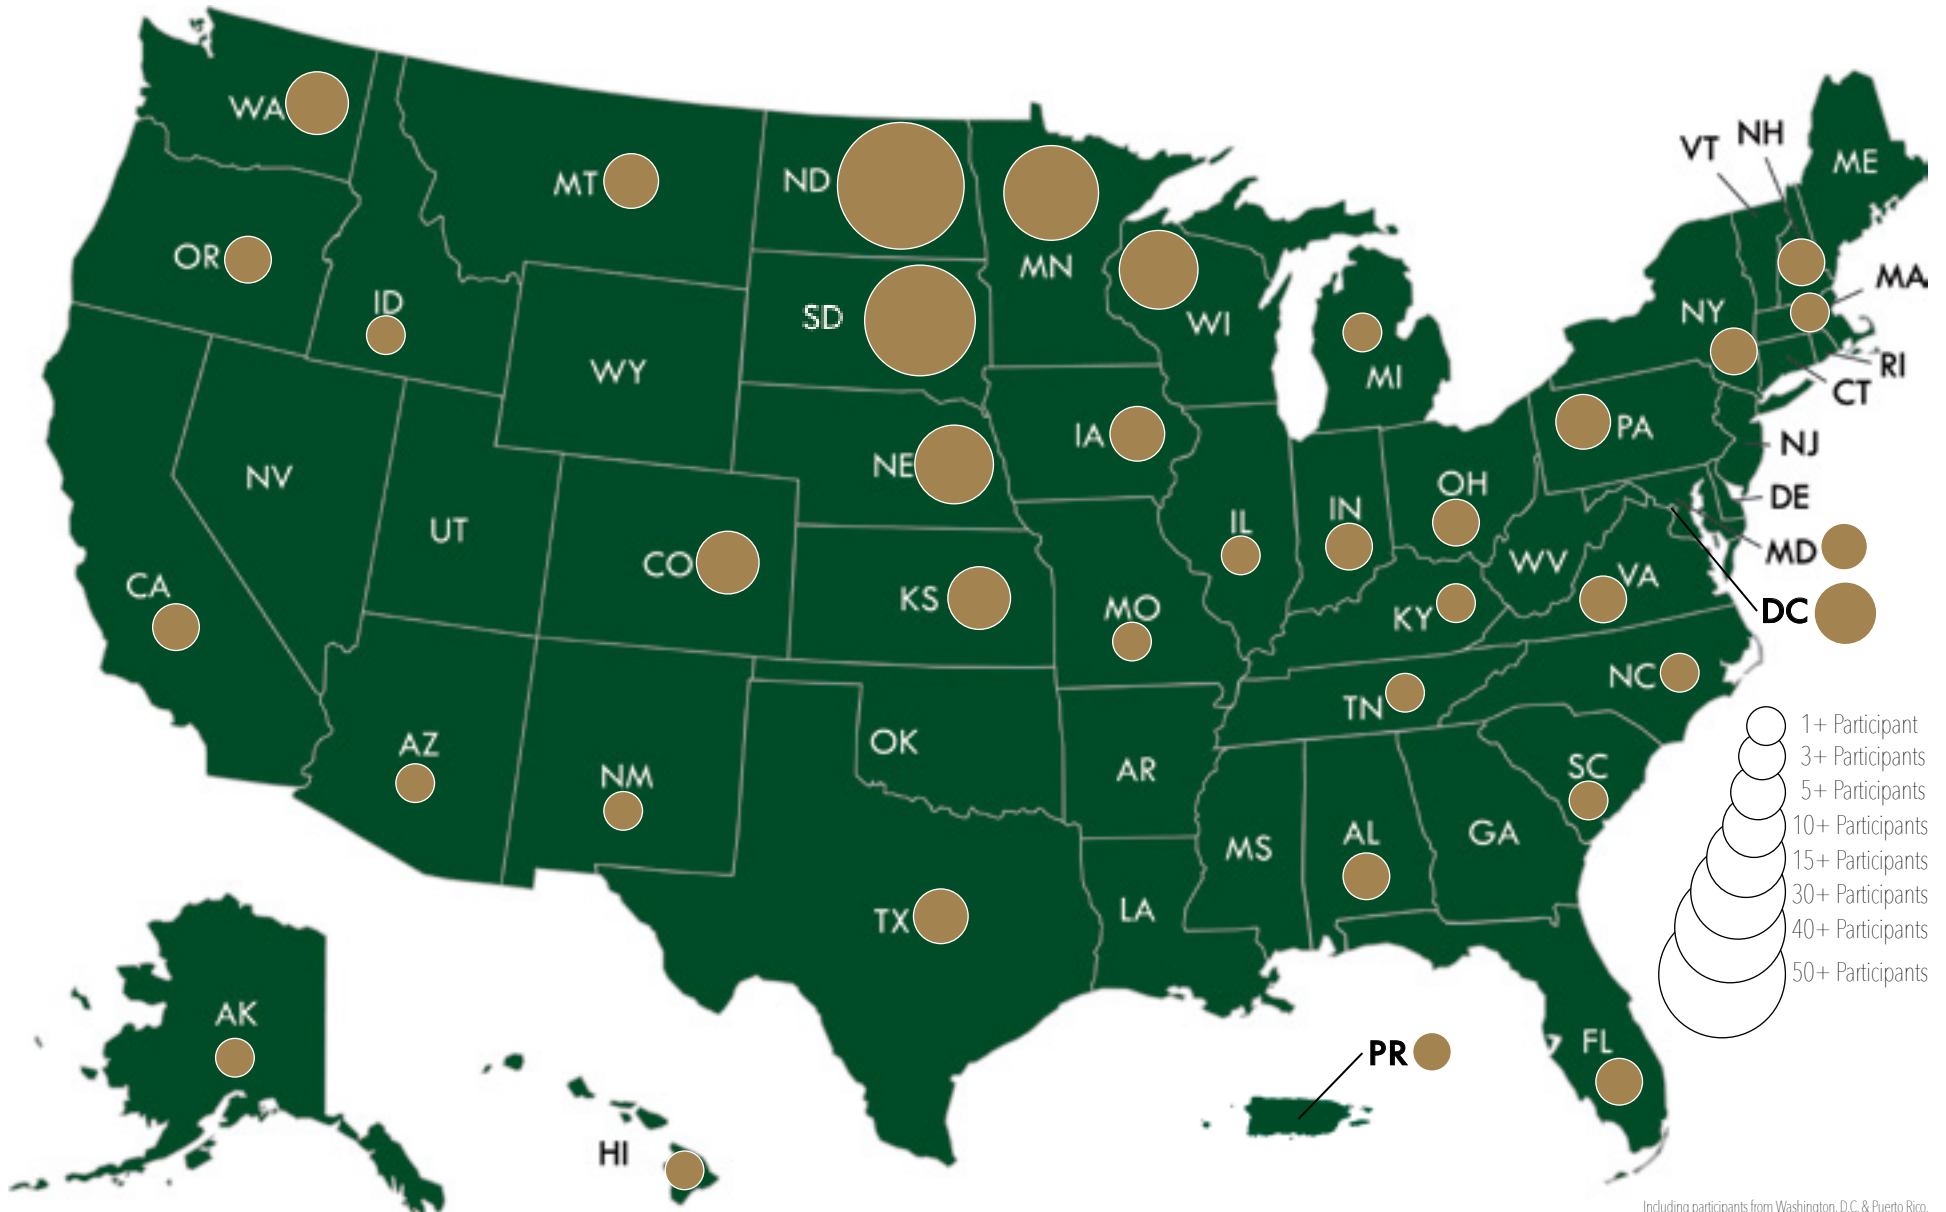 WA
MT
ND
MN
OR
ID
SD
WI
WY
MI
VT
NH
ME
MA
NY
RI
CT
NV
UT
CA
CO
NE
IA
KS
MO
IL
IN
OH
PA
NJ
DE
MD
DC
WV
VA
KY
NC
TN
AZ
NM
OK
AR
SC
MS
AL
GA
TX
LA
FL
AK
HI
PR
1+ Participant
3+ Participants
5+ Participants
10+ Participants
15+ Participants
30+ Participants
40+ Participants
50+ Participants
Including participants from Washington, D.C. & Puerto Rico.